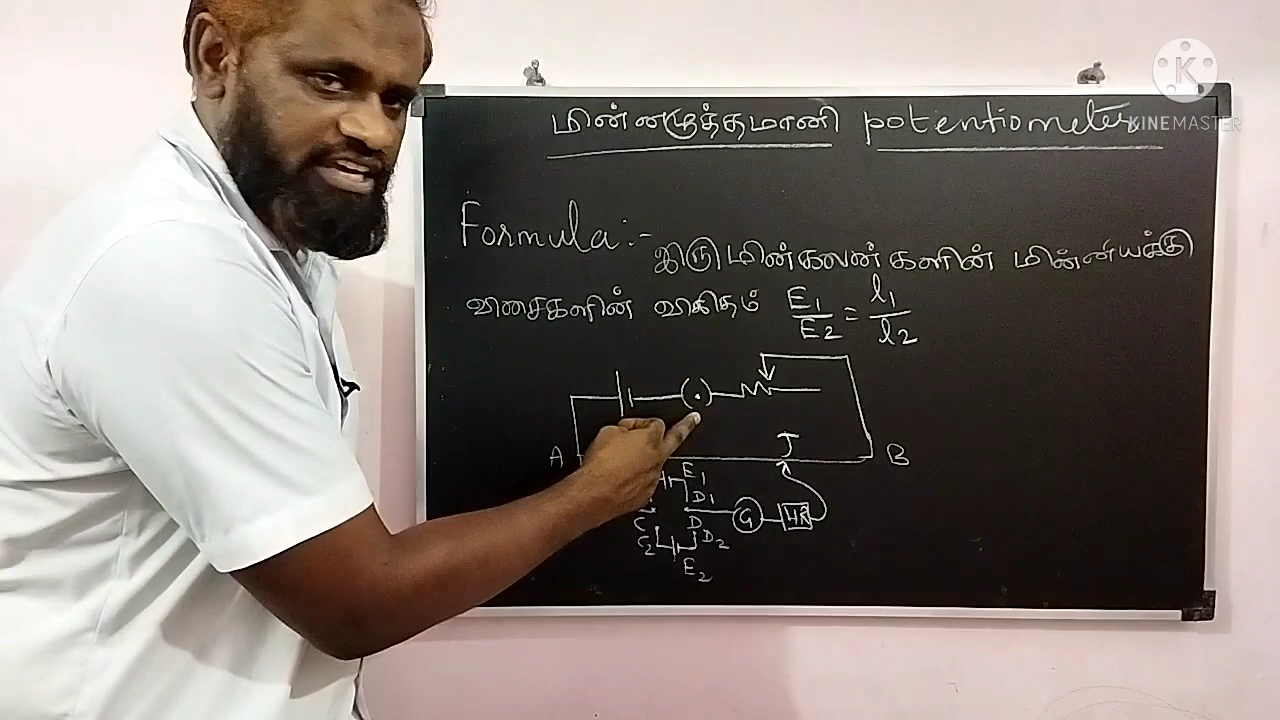 மின்னழுத்தமானி potentiometer
K KINEMASTER
Formula:-
இரு மின்கலன்களின் மின்னியக்கு
விசைகளின் விகிதம் E1/E2 = l1/l2
J
A B
E1
D1
C D G HR
C2 D2
E2